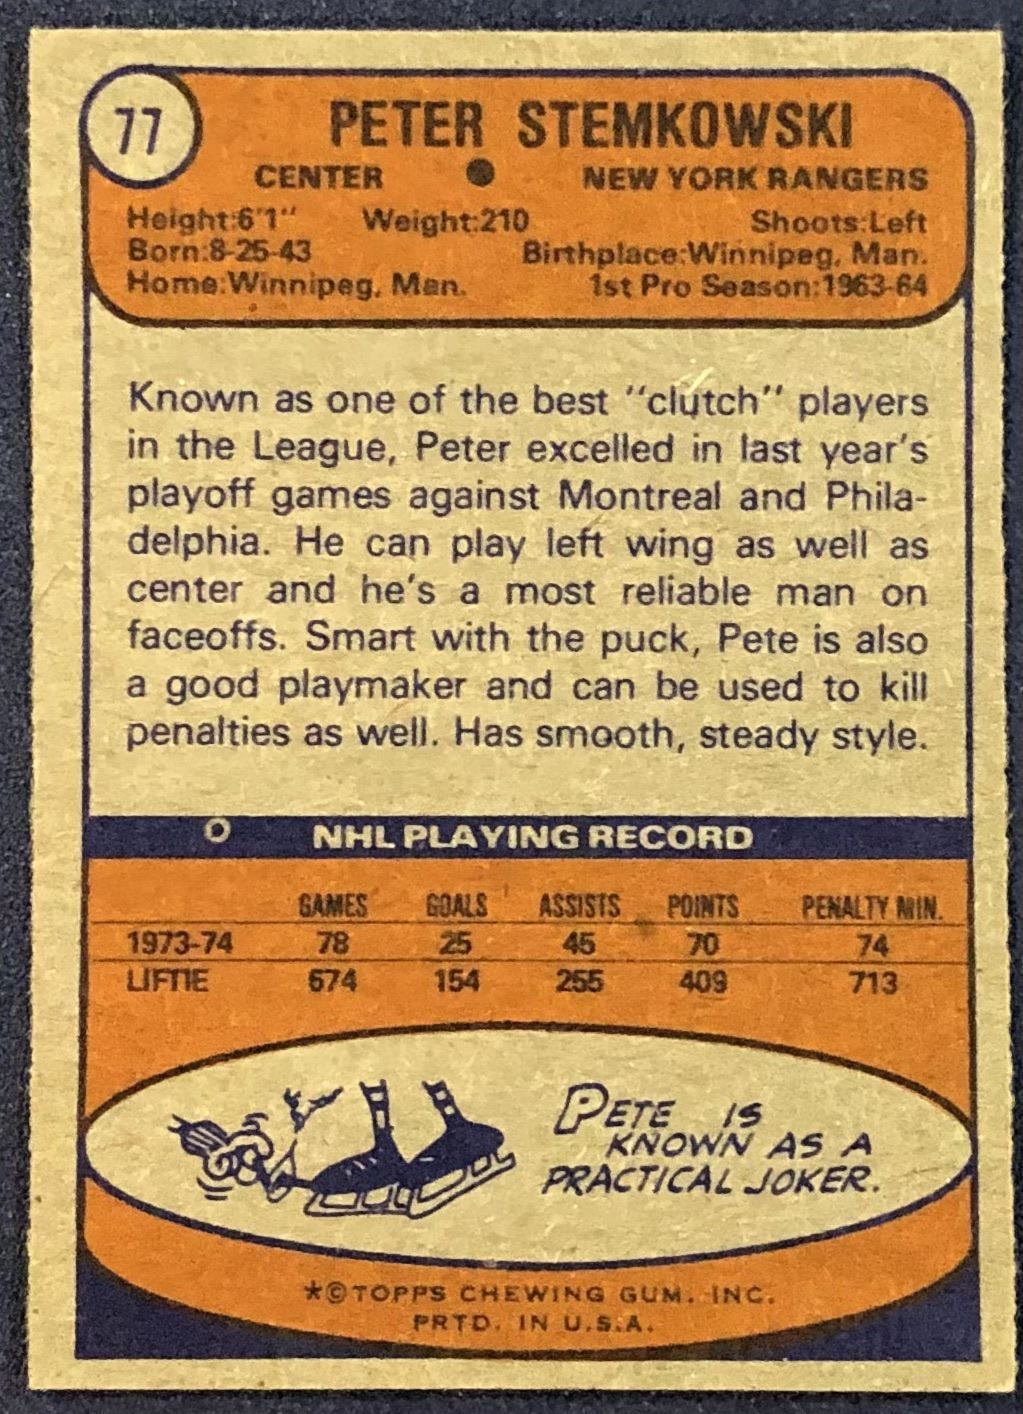 77
PETER STEMKOWSKI
CENTER ● NEW YORK RANGERS
Height:6'1" Weight:210 Shoots:Left
Born:8-25-43 Birthplace:Winnipeg, Man.
Home:Winnipeg, Man. 1st Pro Season:1963-64
Known as one of the best "clutch" players
in the League, Peter excelled in last year's
playoff games against Montreal and Phila-
delphia. He can play left wing as well as
center and he's a most reliable man on
faceoffs. Smart with the puck, Pete is also
a good playmaker and can be used to kill
penalties as well. Has smooth, steady style.
NHL PLAYING RECORD
GAMES GOALS ASSISTS POINTS PENALTY MIN.
1973-74 78 25 45 70 74
LIFTIE 674 154 255 409 713
PETE IS
KNOWN AS A
PRACTICAL JOKER.
*©TOPPS CHEWING GUM. INC.
PRTD. IN U.S.A.